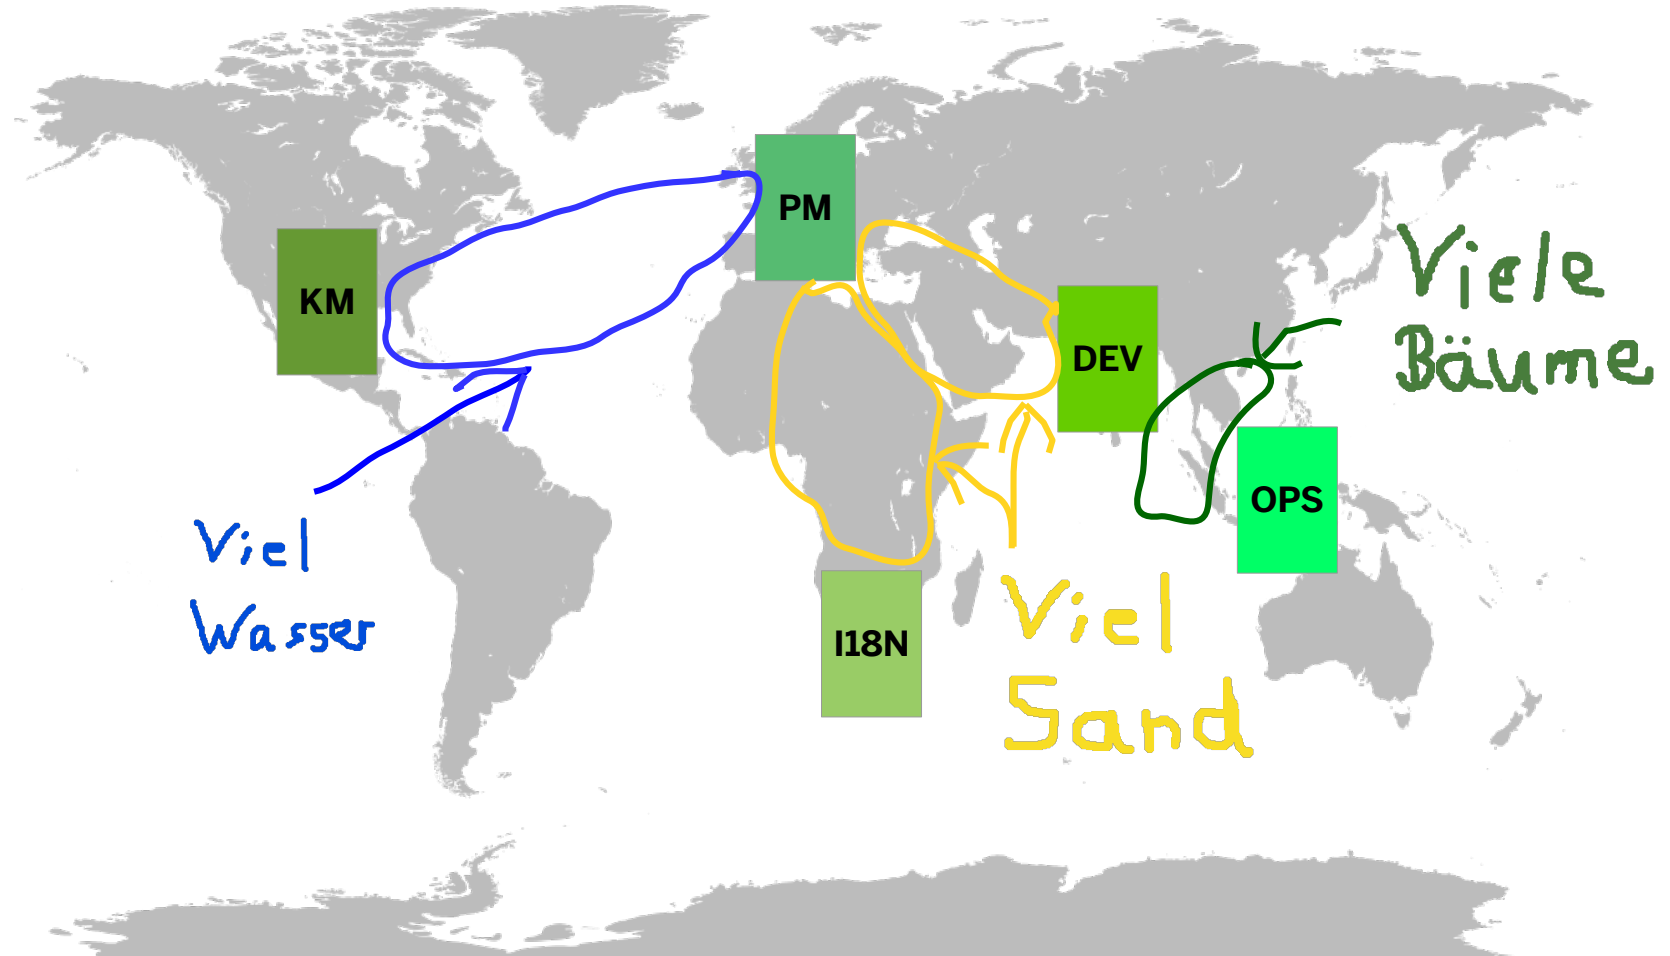 PM
KM
DEV
OPS
I18N
Viele
Bäume
Viel
Wasser
Viel
Sand